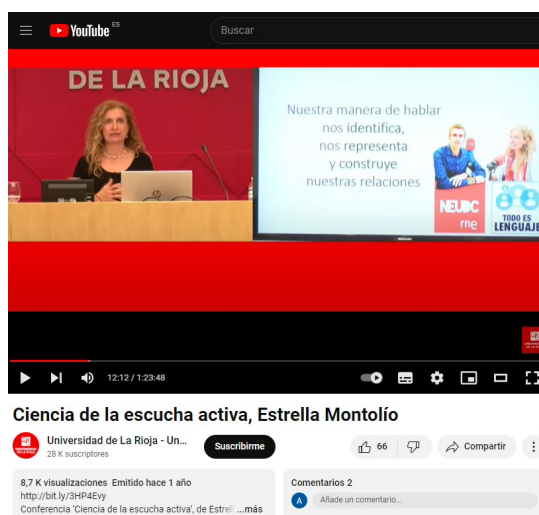 YouTube ES
Buscar
DE LA RIOJA
Nuestra manera de hablar
nos identifica,
nos representa
y construye
nuestras relaciones
NEUDC
rne
TODO ES
LENGUAJE
12:12 / 1:23:48
Ciencia de la escucha activa, Estrella Montolío
Universidad de La Rioja - Un...
28 K suscriptores
Suscribirme
66
Compartir
8,7 K visualizaciones Emitido hace 1 año
http://bit.ly/3HP4Evy
Conferencia 'Ciencia de la escucha activa', de Estrell ...más
Comentarios 2
A
Añade un comentario...